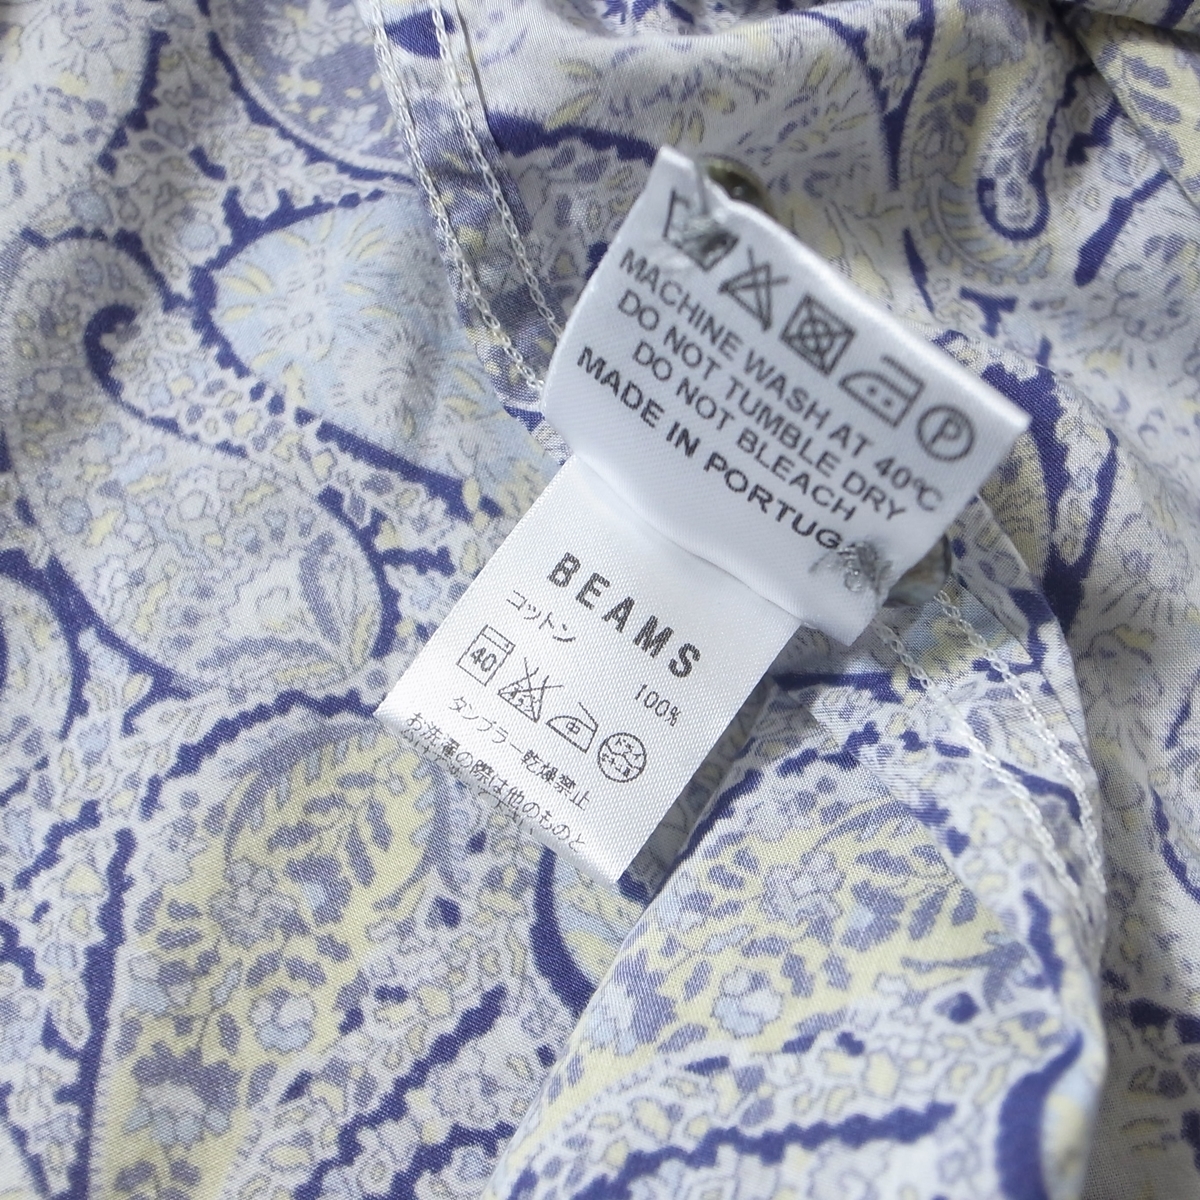 P
MACHINE WASH AT 40℃
DO NOT TUMBLE DRY
DO NOT BLEACH
MADE IN PORTUGA
BEAMS
コットン 100%
40
タンブラー乾燥禁止
お洗濯の際は他のものと